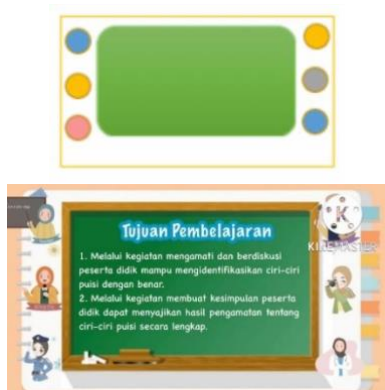 Tujuan Pembelajaran
1. Melalui kegiatan mengamati dan berdiskusi
peserta didik mampu mengidentifikasikan ciri-ciri
puisi dengan benar.
2. Melalui kegiatan membuat kesimpulan peserta
didik dapat menyajikan hasil pengamatan tentang
ciri-ciri puisi secara lengkap.
K
KINEMASTER